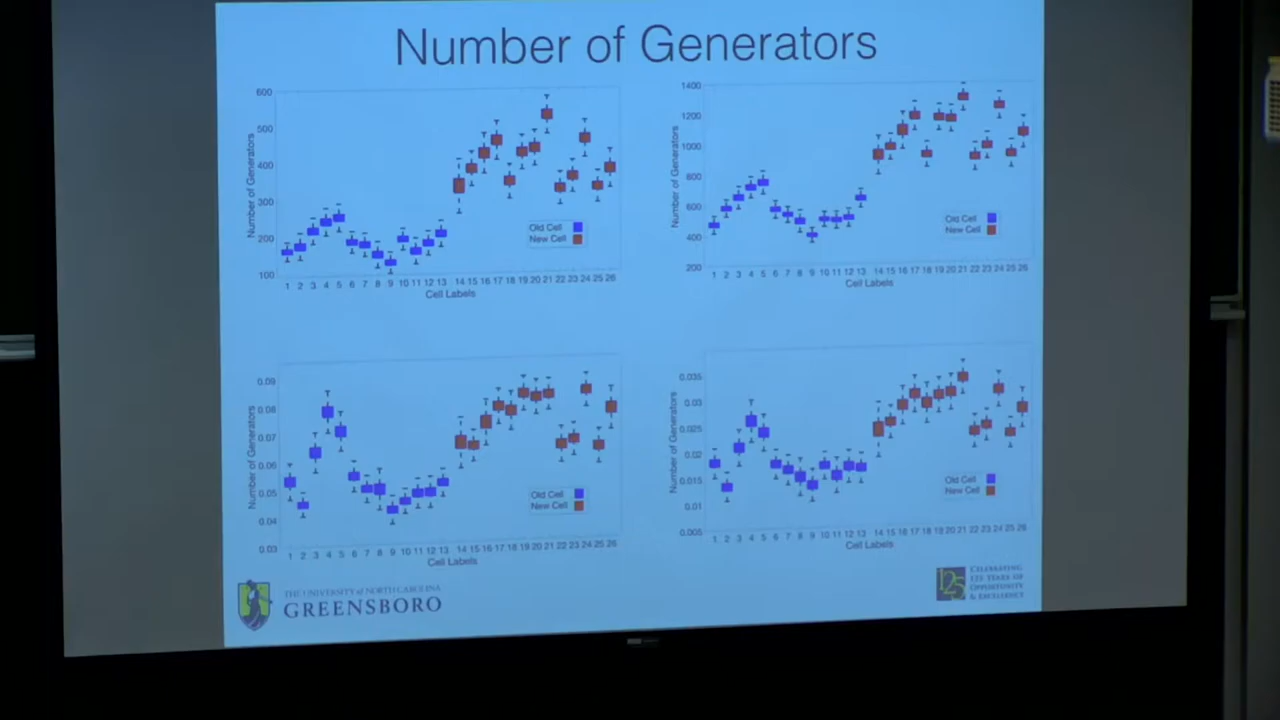 Number of Generators
600
500
400
300
200
100
Number of Generators
1 2 3 4 5 6 7 8 9 10 11 12 13 14 15 16 17 18 19 20 21 22 23 24 25 26
Cell Labels
Old Cell
New Cell
1400
1200
1000
800
600
400
200
Number of Generators
1 2 3 4 5 6 7 8 9 10 11 12 13 14 15 16 17 18 19 20 21 22 23 24 25 26
Cell Labels
Old Cell
New Cell
0.09
0.08
0.07
0.06
0.05
0.04
0.03
Number of Generators
1 2 3 4 5 6 7 8 9 10 11 12 13 14 15 16 17 18 19 20 21 22 23 24 25 26
Cell Labels
Old Cell
New Cell
0.035
0.03
0.025
0.02
0.015
0.01
0.005
Number of Generators
1 2 3 4 5 6 7 8 9 10 11 12 13 14 15 16 17 18 19 20 21 22 23 24 25 26
Cell Labels
Old Cell
New Cell
THE UNIVERSITY of NORTH CAROLINA
GREENSBORO
125
CELEBRATING
125 YEARS OF
OPPORTUNITY
& EXCELLENCE